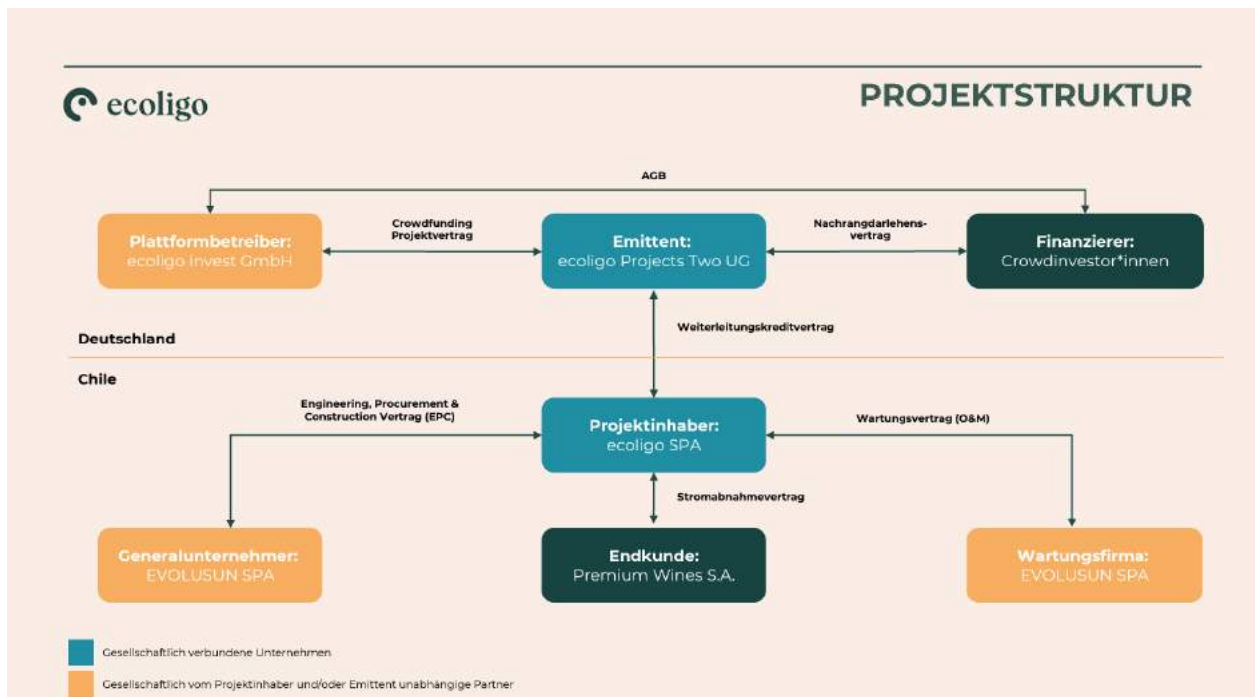 ecoligo
PROJEKTSTRUKTUR
AGB
Plattformbetreiber:
ecoligo invest GmbH
Crowdfunding
Projektvertrag
Emittent:
ecoligo Projects Two UG
Nachrangdarlehens-
vertrag
Finanzierer:
Crowdinvestor*innen
Weiterleitungskreditvertrag
Deutschland
Chile
Engineering, Procurement &
Construction Vertrag (EPC)
Projektinhaber:
ecoligo SPA
Wartungsvertrag (O&M)
Stromabnahmevertrag
Generalunternehmer:
EVOLUSUN SPA
Endkunde:
Premium Wines S.A.
Wartungsfirma:
EVOLUSUN SPA
Gesellschaftlich verbundene Unternehmen
Gesellschaftlich vom Projektinhaber und/oder Emittent unabhängige Partner